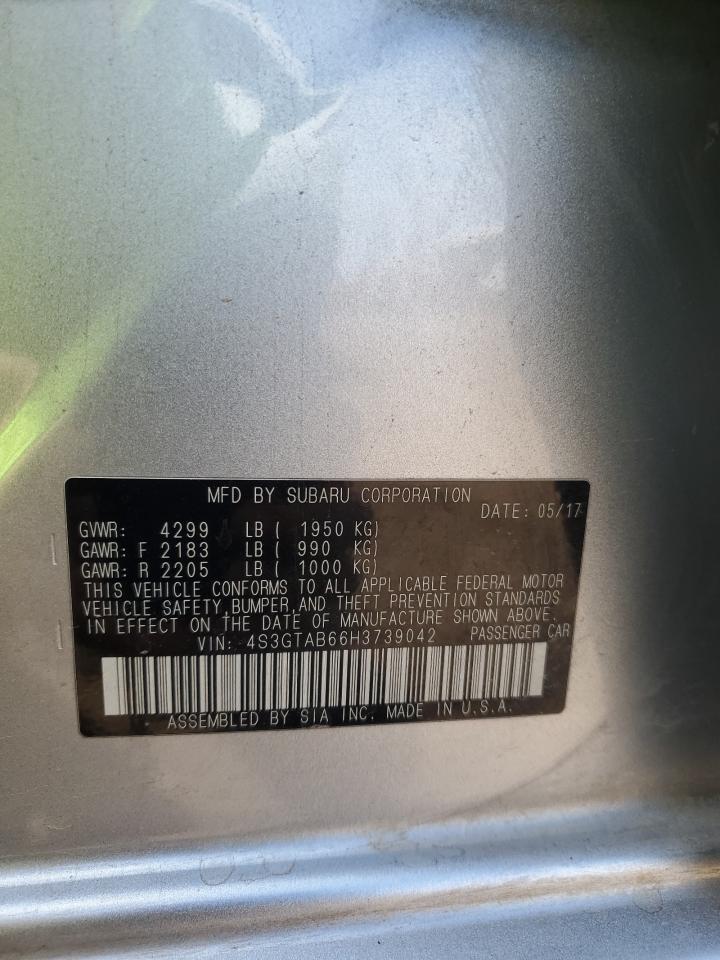 MFD BY SUBARU CORPORATION
DATE: 05/17
GVWR: 4299 LB ( 1950 KG)
GAWR: F 2183 LB ( 990 KG)
GAWR: R 2205 LB ( 1000 KG)
THIS VEHICLE CONFORMS TO ALL APPLICABLE FEDERAL MOTOR
VEHICLE SAFETY, BUMPER, AND THEFT PREVENTION STANDARDS
IN EFFECT ON THE DATE OF MANUFACTURE SHOWN ABOVE.
VIN: 4S3GTAB66H3739042 PASSENGER CAR
ASSEMBLED BY SIA INC. MADE IN U.S.A.